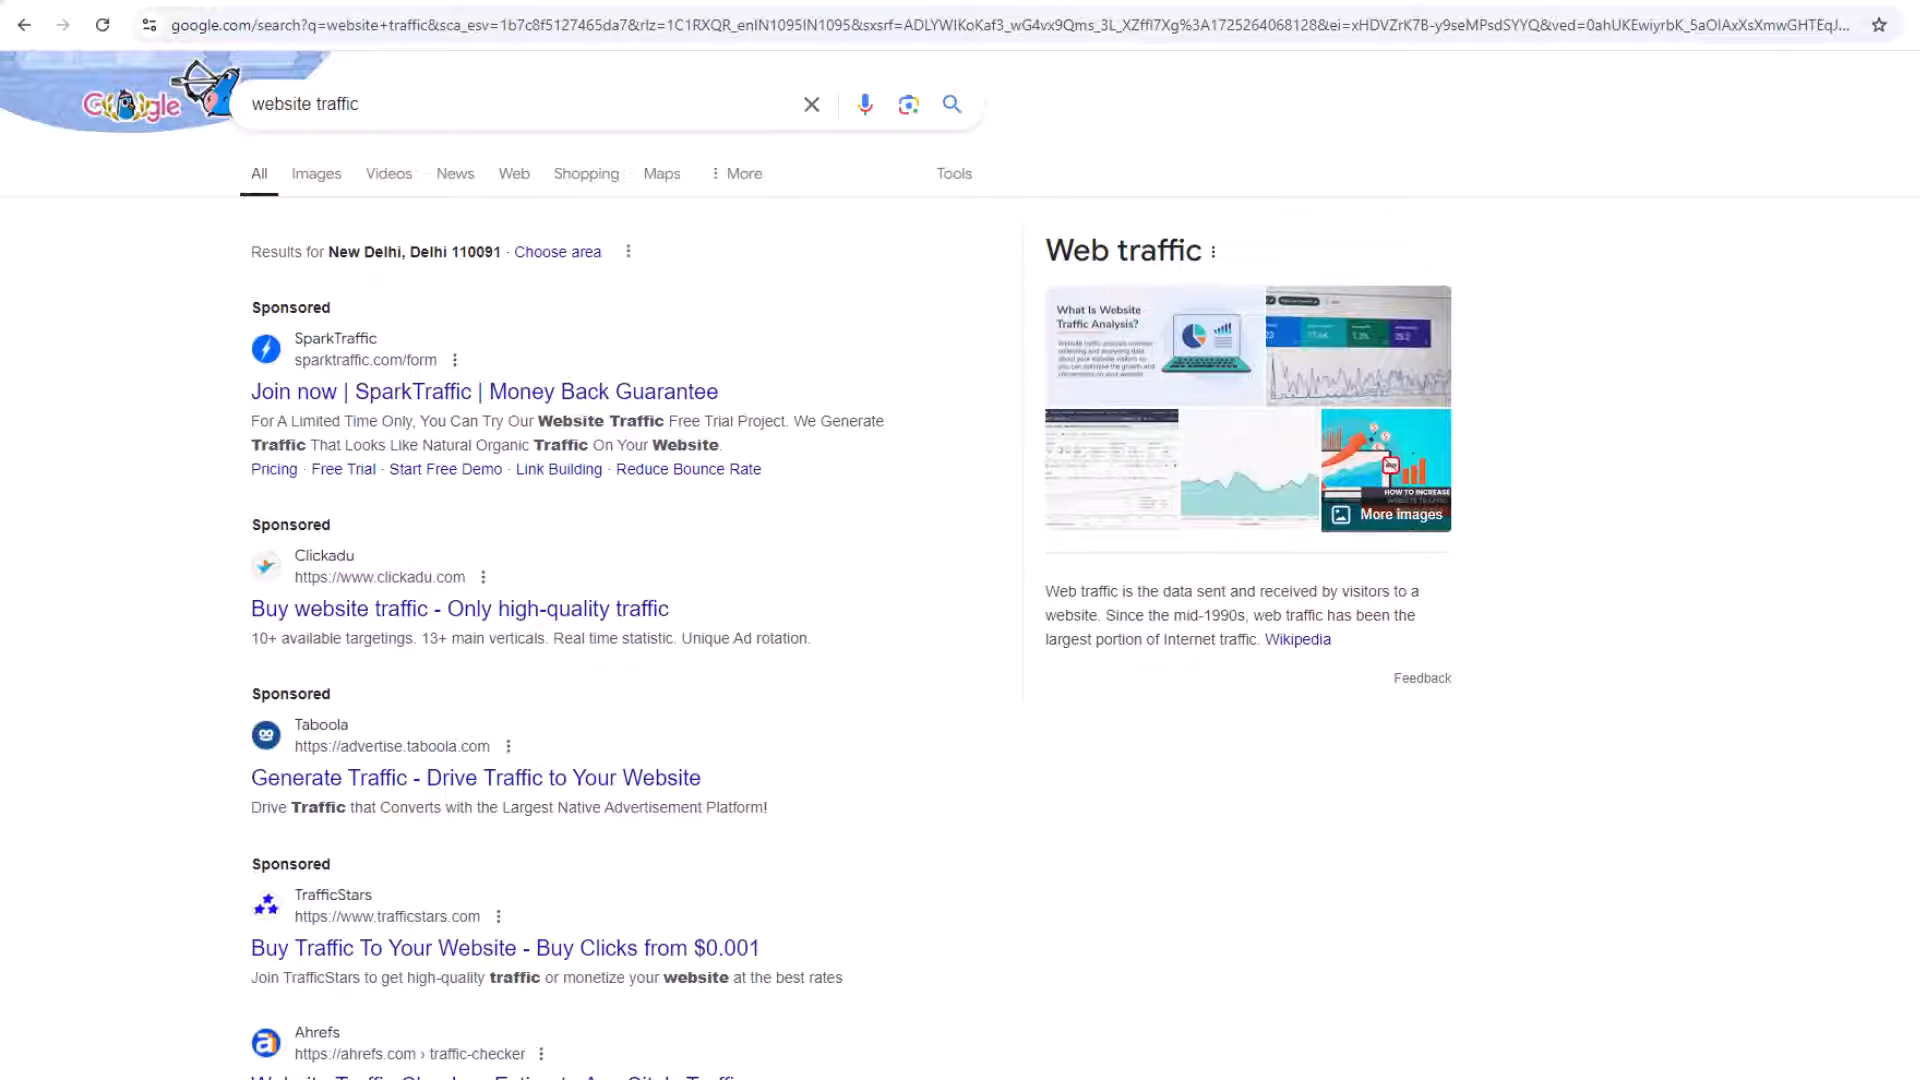 google.com/search?q=website+traffic&sca_esv=1b7c8f5127465da7&rlz=1C1RXQR_enIN1095IN1095&sxsrf=ADLYWIKoKaf3_wG4vx9Qms_3L_XZffI7Xg%3A1725264068128&ei=xHDVZrK7B-y9seMPsdSYYQ&ved=0ahUKEwiyrbK_5aOIAxXsXmwGHTEqJ...
Google
website traffic
All Images Videos News Web Shopping Maps More Tools
Results for New Delhi, Delhi 110091 · Choose area
Sponsored
SparkTraffic
sparktraffic.com/form
Join now | SparkTraffic | Money Back Guarantee
For A Limited Time Only, You Can Try Our Website Traffic Free Trial Project. We Generate
Traffic That Looks Like Natural Organic Traffic On Your Website.
Pricing · Free Trial · Start Free Demo · Link Building · Reduce Bounce Rate
Sponsored
Clickadu
https://www.clickadu.com
Buy website traffic - Only high-quality traffic
10+ available targetings. 13+ main verticals. Real time statistic. Unique Ad rotation.
Sponsored
Taboola
https://advertise.taboola.com
Generate Traffic - Drive Traffic to Your Website
Drive Traffic that Converts with the Largest Native Advertisement Platform!
Sponsored
TrafficStars
https://www.trafficstars.com
Buy Traffic To Your Website - Buy Clicks from $0.001
Join TrafficStars to get high-quality traffic or monetize your website at the best rates
Ahrefs
https://ahrefs.com › traffic-checker
Web traffic
What Is Website
Traffic Analysis?
HOW TO INCREASE
More images
Web traffic is the data sent and received by visitors to a
website. Since the mid-1990s, web traffic has been the
largest portion of Internet traffic. Wikipedia
Feedback